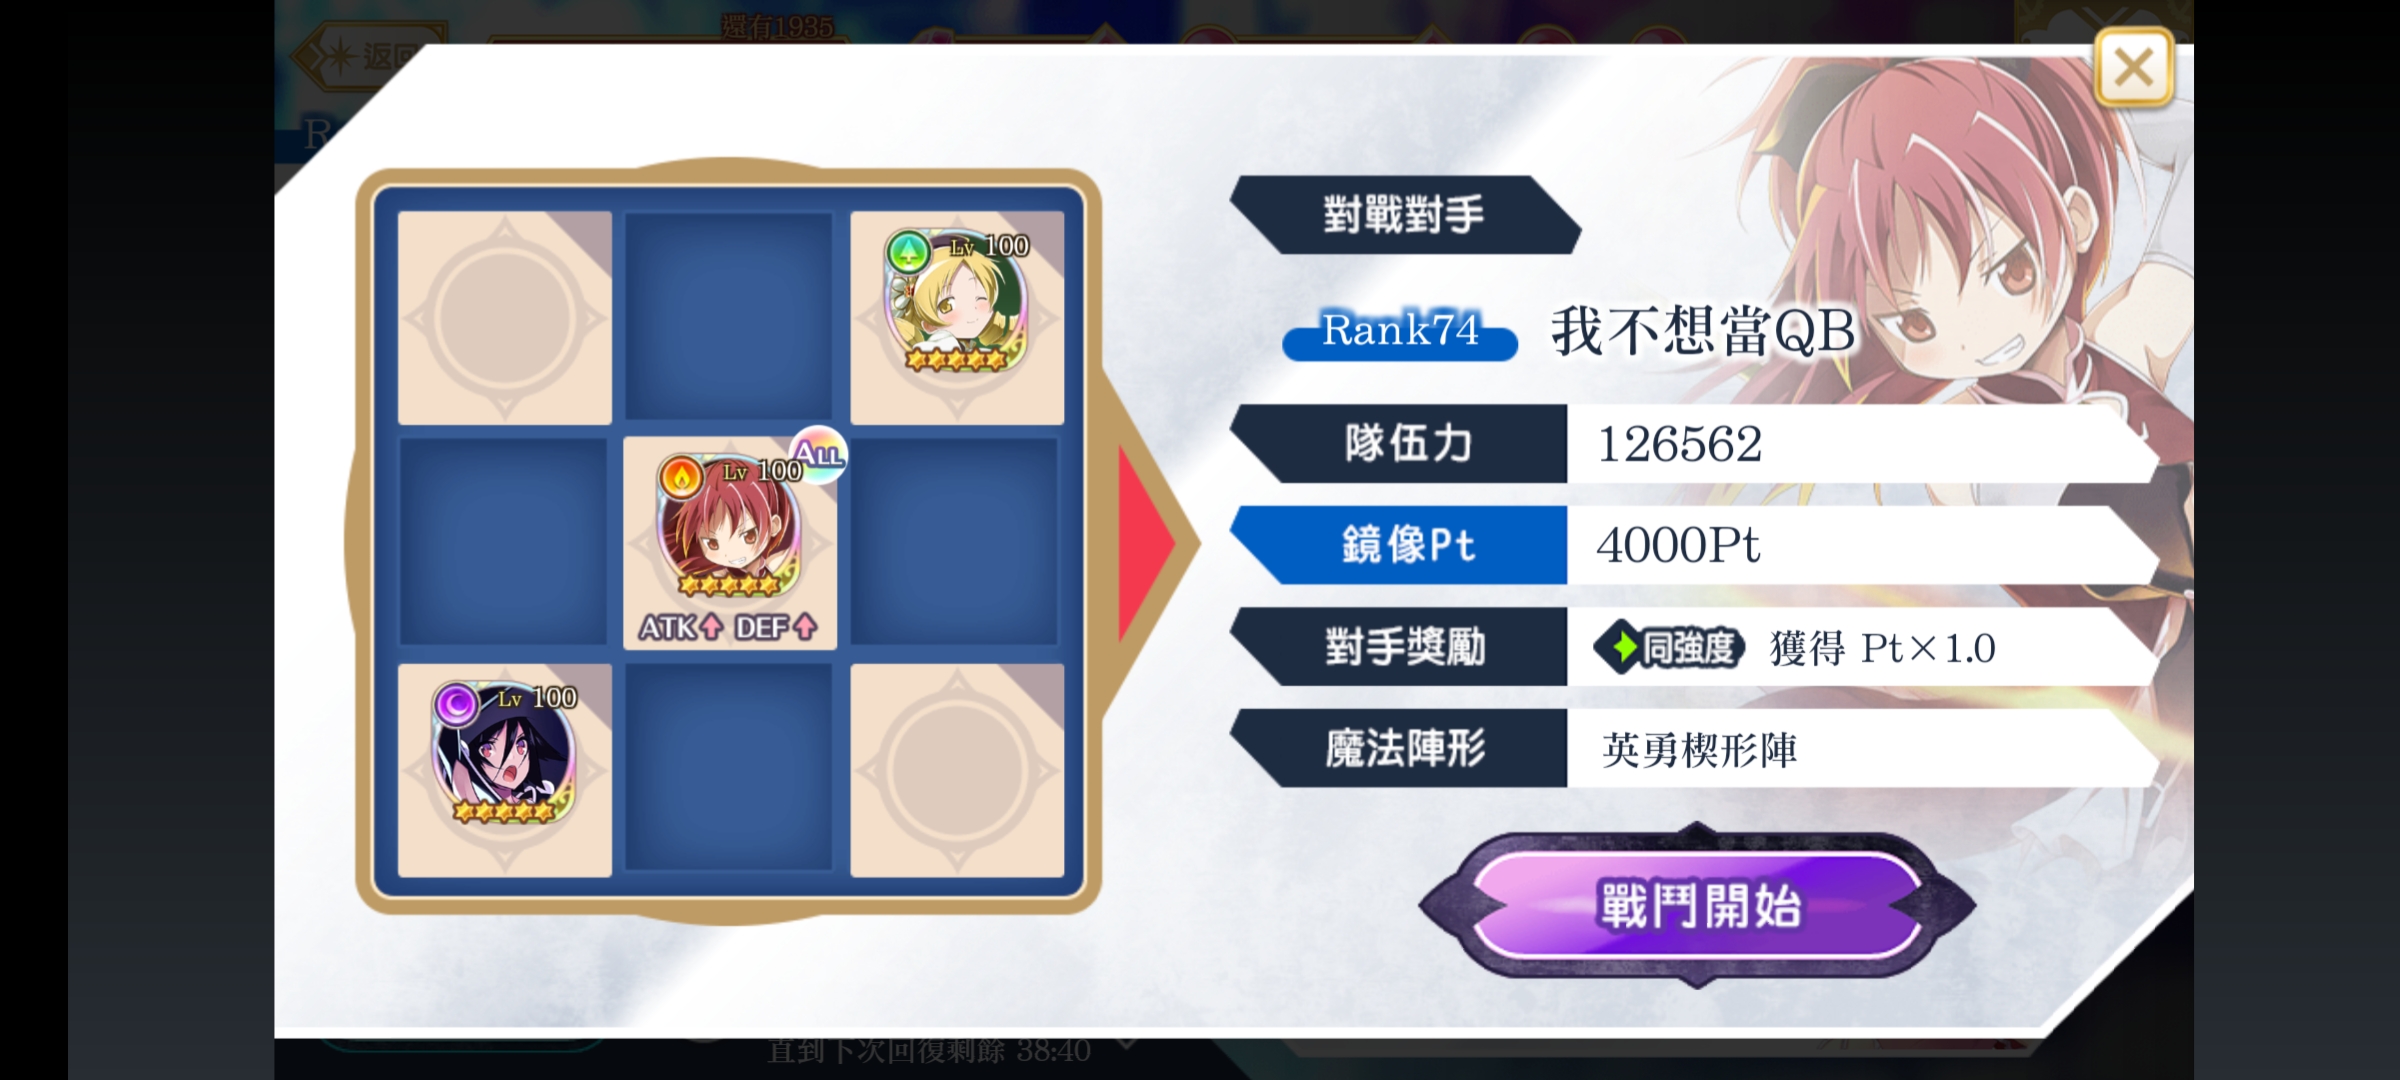 還有1935
返回
R
Lv 100
ALL
Lv 100
ATK DEF
Lv 100
對戰對手
Rank74 我不想當QB
隊伍力 126562
鏡像Pt 4000Pt
對手獎勵 同強度 獲得 Pt×1.0
魔法陣形 英勇楔形陣
戰鬥開始
直到下次回復剩餘 38:40